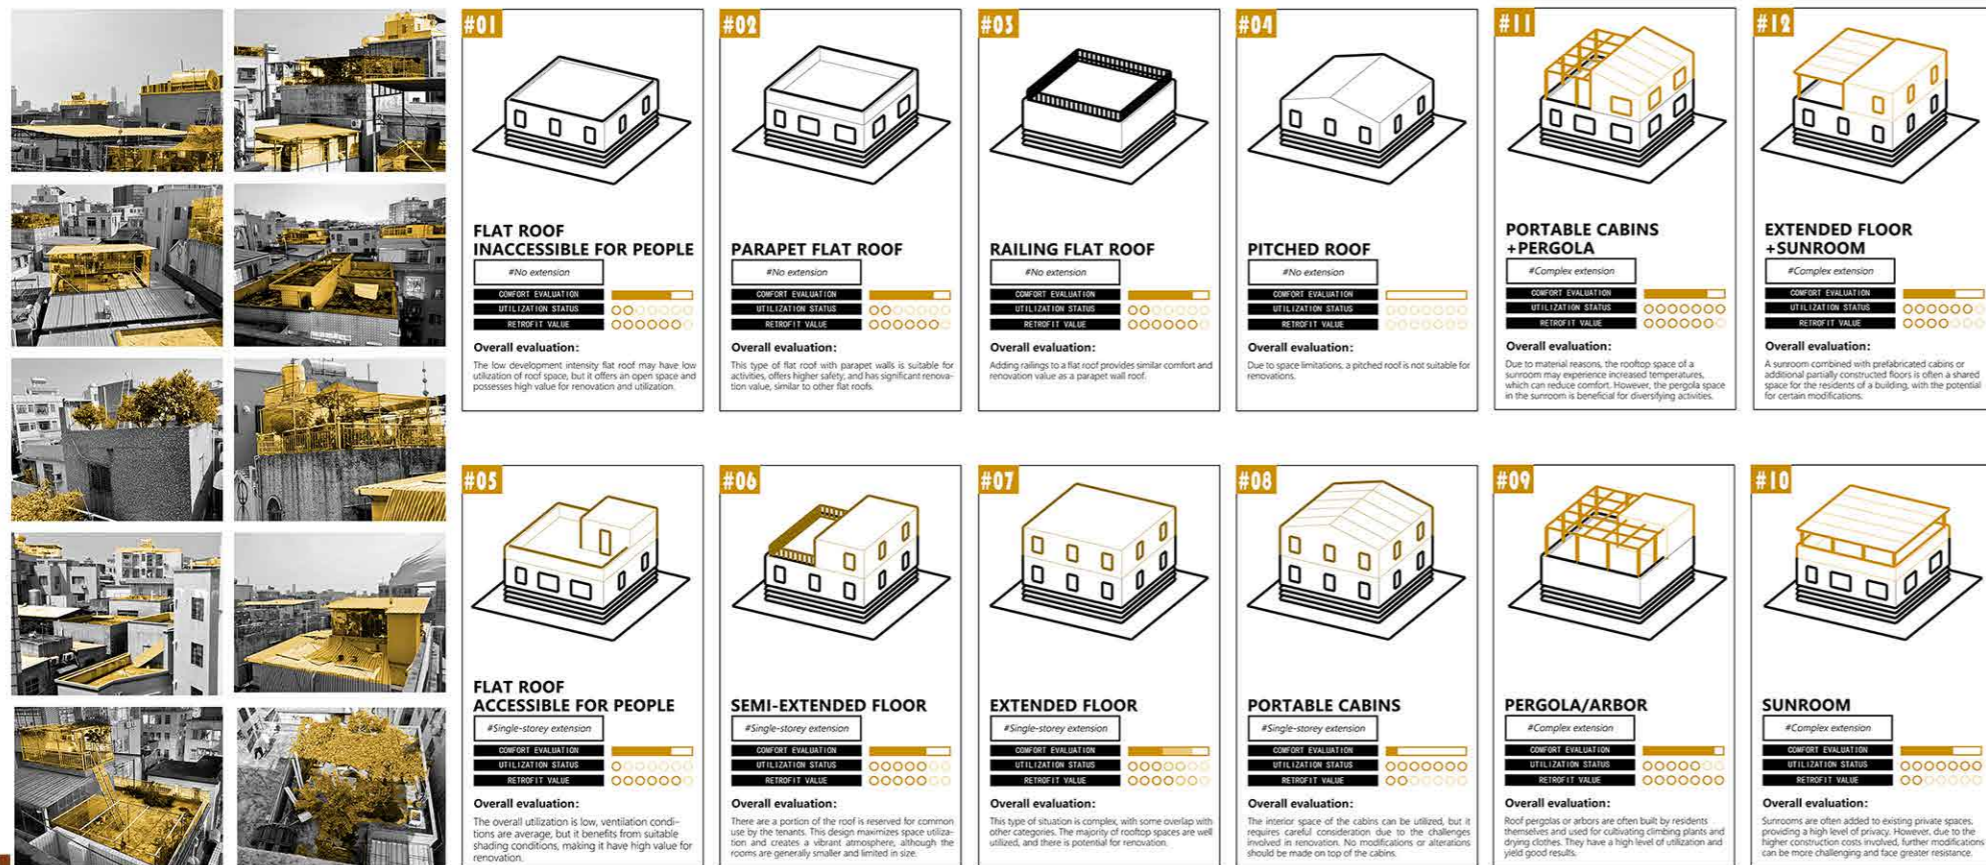 #01
FLAT ROOF
INACCESSIBLE FOR PEOPLE
#No extension
COMFORT EVALUATION
UTILIZATION STATUS
RETROFIT VALUE
Overall evaluation:
The low development intensity flat roof may have low
utilization of roof space, but it offers an open space and
possesses high value for renovation and utilization.
#02
PARAPET FLAT ROOF
#No extension
COMFORT EVALUATION
UTILIZATION STATUS
RETROFIT VALUE
Overall evaluation:
This type of flat roof with parapet walls is suitable for
activities, offers higher safety, and has significant renova-
tion value, similar to other flat roofs.
#03
RAILING FLAT ROOF
#No extension
COMFORT EVALUATION
UTILIZATION STATUS
RETROFIT VALUE
Overall evaluation:
Adding railings to a flat roof provides similar comfort and
renovation value as a parapet wall roof.
#04
PITCHED ROOF
#No extension
COMFORT EVALUATION
UTILIZATION STATUS
RETROFIT VALUE
Overall evaluation:
Due to space limitations, a pitched roof is not suitable for
renovations.
#11
PORTABLE CABINS
+PERGOLA
#Complex extension
COMFORT EVALUATION
UTILIZATION STATUS
RETROFIT VALUE
Overall evaluation:
Due to material reasons, the rooftop space of a
sunroom may experience increased temperatures,
which can reduce comfort. However, the pergola space
in the sunroom is beneficial for diversifying activities.
#12
EXTENDED FLOOR
+SUNROOM
#Complex extension
COMFORT EVALUATION
UTILIZATION STATUS
RETROFIT VALUE
Overall evaluation:
A sunroom combined with prefabricated cabins or
additional partially constructed floors is often a shared
space for the residents of a building, with the potential
for certain modifications.
#05
FLAT ROOF
ACCESSIBLE FOR PEOPLE
#Single-storey extension
COMFORT EVALUATION
UTILIZATION STATUS
RETROFIT VALUE
Overall evaluation:
The overall utilization is low, ventilation condi-
tions are average, but it benefits from suitable
shading conditions, making it have high value for
renovation.
#06
SEMI-EXTENDED FLOOR
#Single-storey extension
COMFORT EVALUATION
UTILIZATION STATUS
RETROFIT VALUE
Overall evaluation:
There are a portion of the roof is reserved for common
use by the tenants. This design maximizes space utiliza-
tion and creates a vibrant atmosphere, although the
rooms are generally smaller and limited in size.
#07
EXTENDED FLOOR
#Single-storey extension
COMFORT EVALUATION
UTILIZATION STATUS
RETROFIT VALUE
Overall evaluation:
This type of situation is complex, with some overlap with
other categories. The majority of rooftop spaces are well
utilized, and there is potential for renovation.
#08
PORTABLE CABINS
#Single-storey extension
COMFORT EVALUATION
UTILIZATION STATUS
RETROFIT VALUE
Overall evaluation:
The interior space of the cabins can be utilized, but it
requires careful consideration due to the challenges
involved in renovation. No modifications or alterations
should be made on top of the cabins.
#09
PERGOLA/ARBOR
#Complex extension
COMFORT EVALUATION
UTILIZATION STATUS
RETROFIT VALUE
Overall evaluation:
Roof pergolas or arbors are often built by residents
themselves and used for cultivating climbing plants and
drying clothes. They have a high level of utilization and
yield good results.
#10
SUNROOM
#Complex extension
COMFORT EVALUATION
UTILIZATION STATUS
RETROFIT VALUE
Overall evaluation:
Sunrooms are often added to existing private spaces,
providing a high level of privacy. However, due to the
higher construction costs involved, further modification
can be more challenging and face greater resistance.